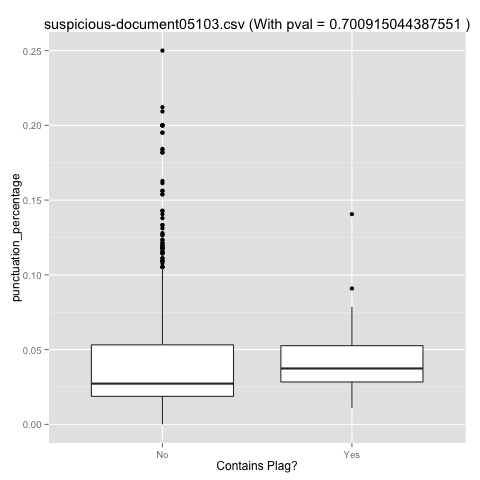 suspicious-document05103.csv (With pval = 0.700915044387551 )
punctuation_percentage
0.25
0.20
0.15
0.10
0.05
0.00
No
Yes
Contains Plag?